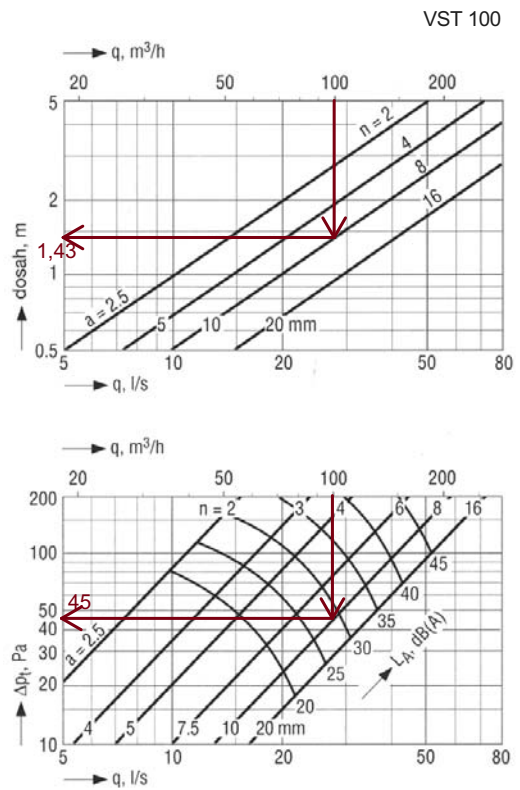 VST 100
q, m³/h
20 50 100 200
5
n = 2
4
8
2
16
1,43
dosah, m
1
a = 2.5
5 10 20 mm
0.5
5 10 20 50 80
q, l/s
q, m³/h
20 50 100 200
200
n = 2 3 4 6 8 16
100
45
40
50
45
35
40
a = 2.5
30
30
L_A, dB(A)
25
Δp_t, Pa
20
20
4 5 7.5 10 20 mm
10
5 10 20 50 80
q, l/s